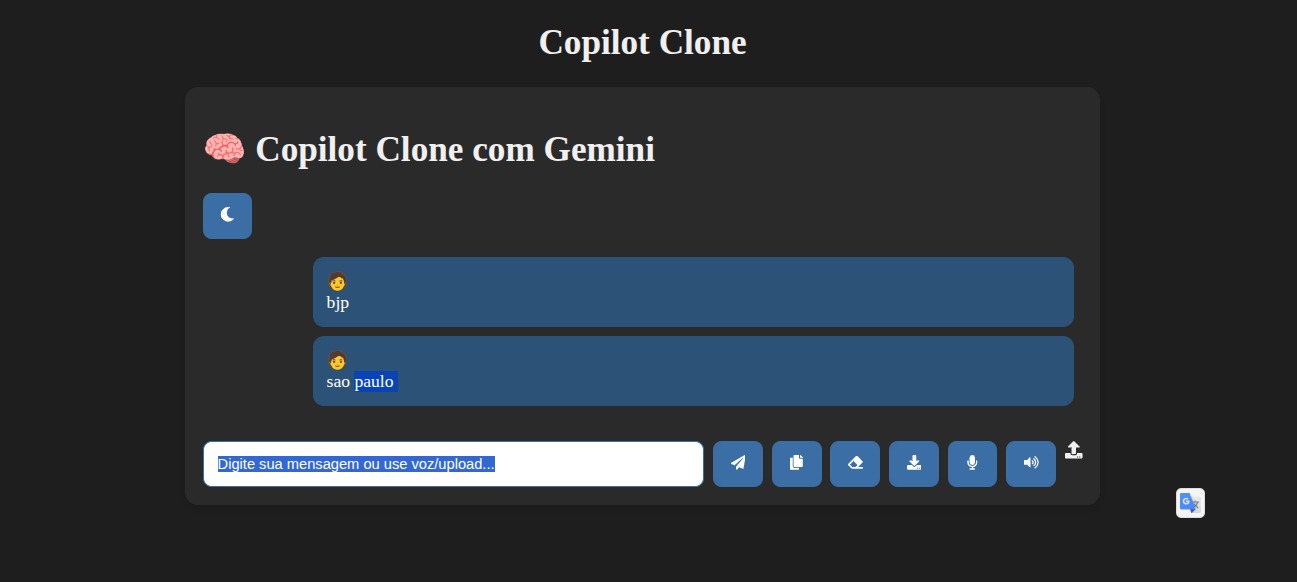 Copilot Clone
Copilot Clone com Gemini
bjp
sao paulo
Digite sua mensagem ou use voz/upload...
G